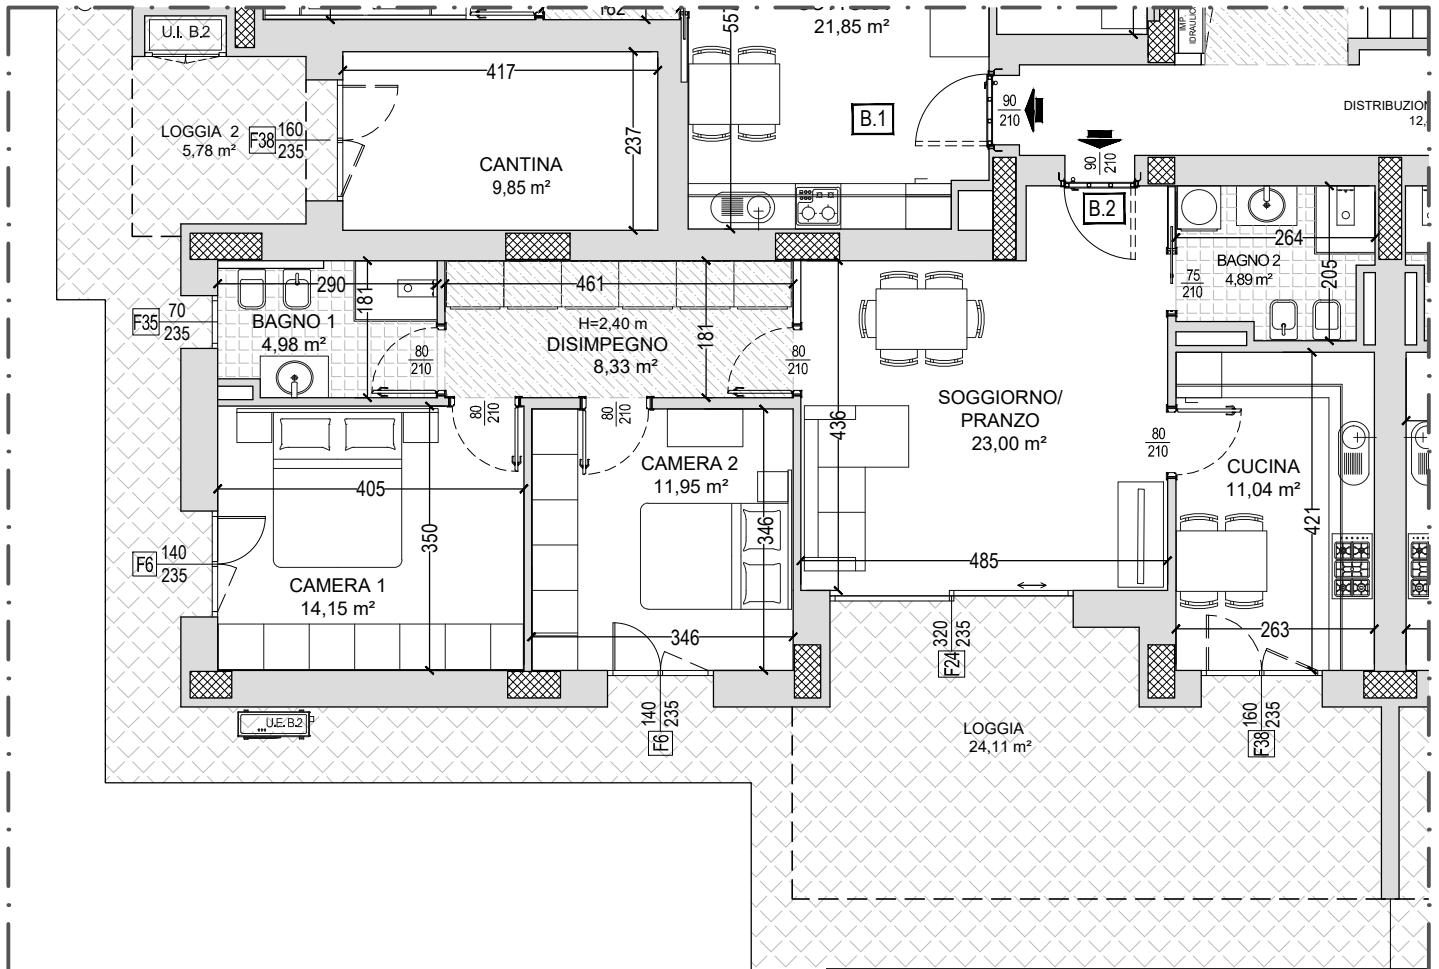 U.I. B.2
21,85 m²
551
417
237
LOGGIA 2
5,78 m²
F38
160
235
CANTINA
9,85 m²
B.1
90
210
90
210
B.2
IMP.
IDRAULICO
264
BAGNO 2
4,89 m²
205
75
210
290
181
BAGNO 1
4,98 m²
F35
70
235
461
H=2,40 m
DISIMPEGNO
8,33 m²
181
80
210
80
210
80
210
80
210
SOGGIORNO/
PRANZO
23,00 m²
436
485
80
210
CUCINA
11,04 m²
421
263
CAMERA 2
11,95 m²
346
346
405
350
CAMERA 1
14,15 m²
F6
140
235
U.E. B.2
140
235
F6
320
235
F24
LOGGIA
24,11 m²
160
235
F38